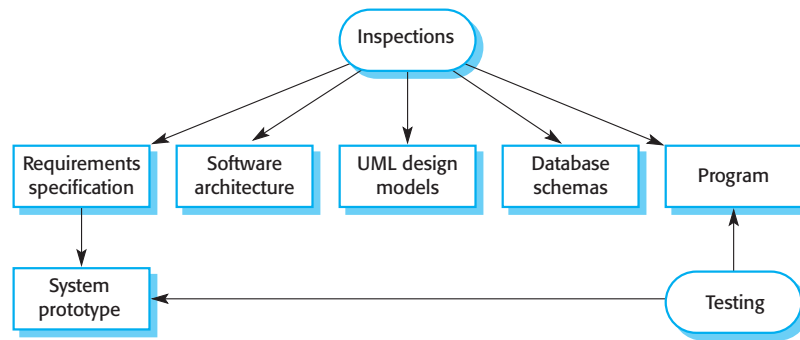 Inspections
Requirements
specification
Software
architecture
UML design
models
Database
schemas
Program
System
prototype
Testing